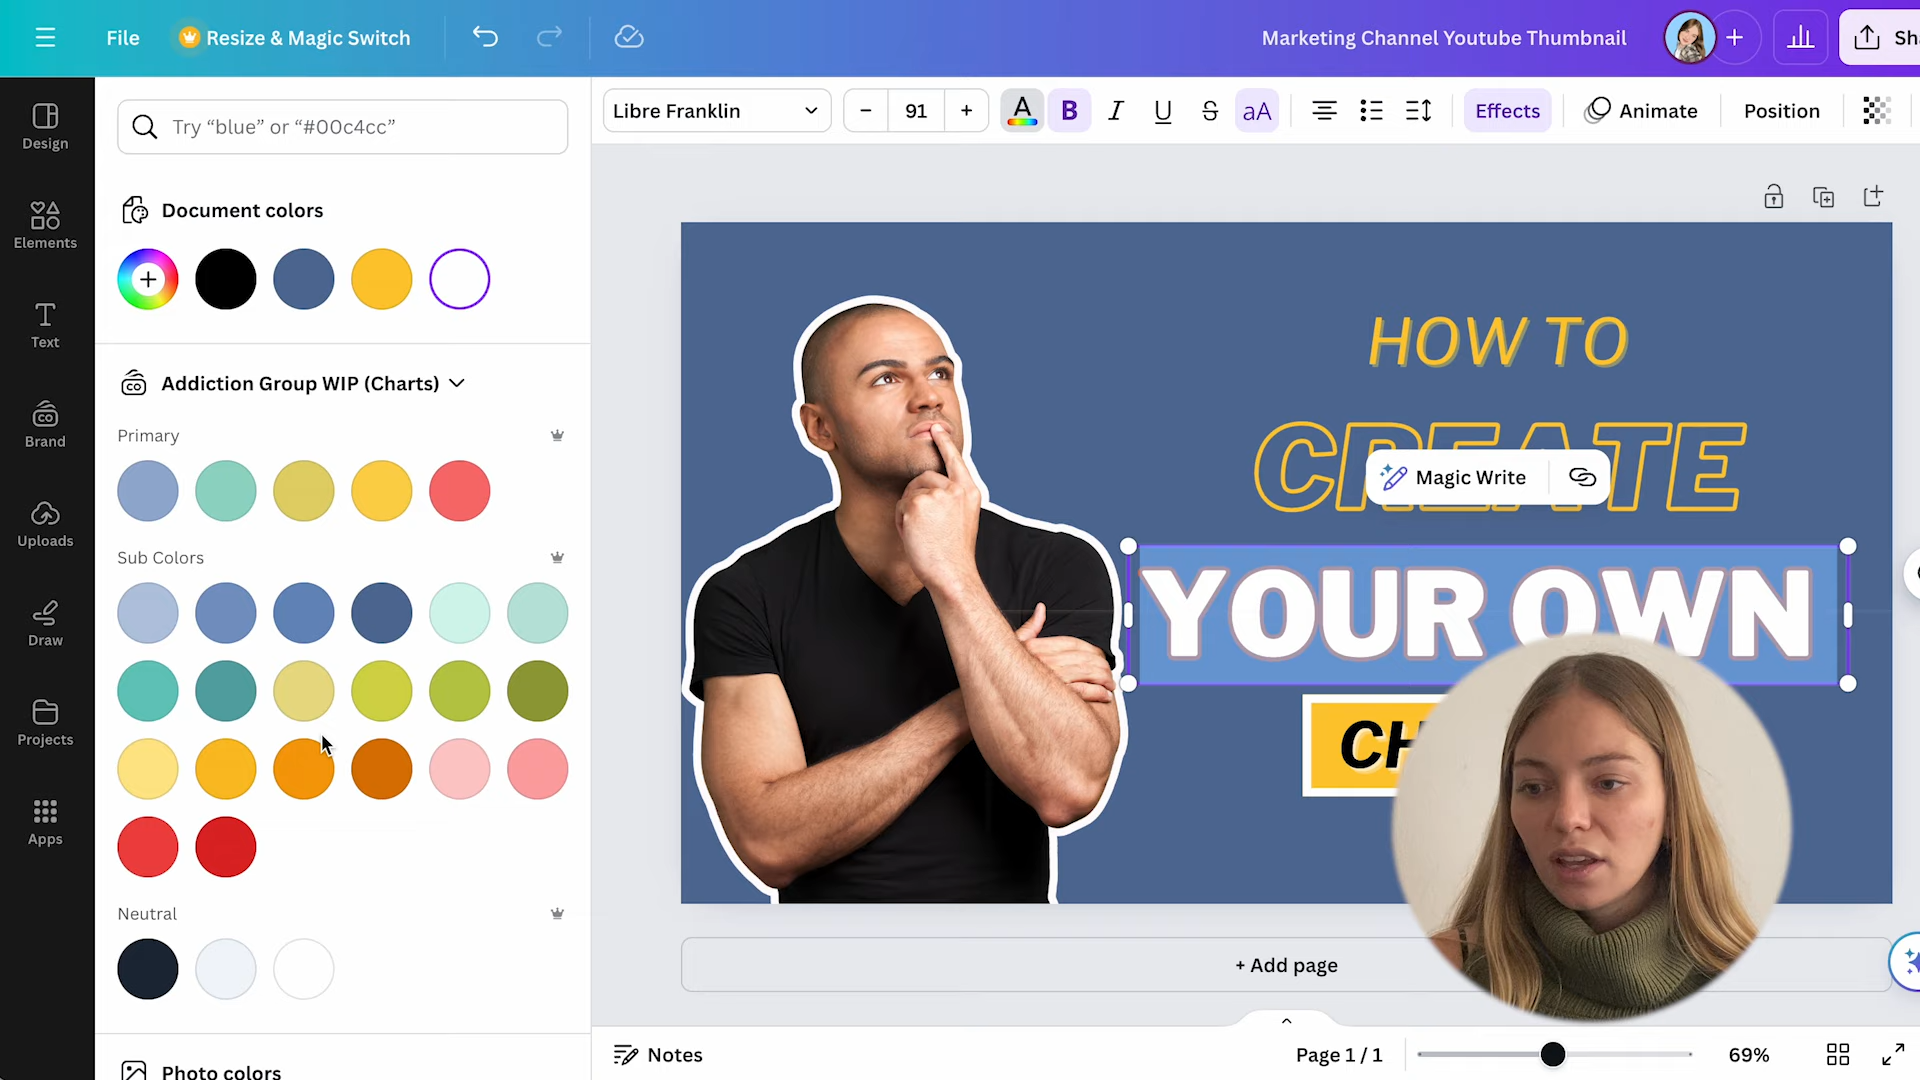 File
Resize & Magic Switch
Marketing Channel Youtube Thumbnail
Design
Elements
Text
Brand
Uploads
Draw
Projects
Apps
Try “blue” or “#00c4cc”
Document colors
Addiction Group WIP (Charts)
Primary
Sub Colors
Neutral
Photo colors
Libre Franklin
− 91 +
A B I U S aA
Effects
Animate
Position
HOW TO
CREATE
Magic Write
YOUR OWN
+ Add page
Notes
Page 1 / 1
69%